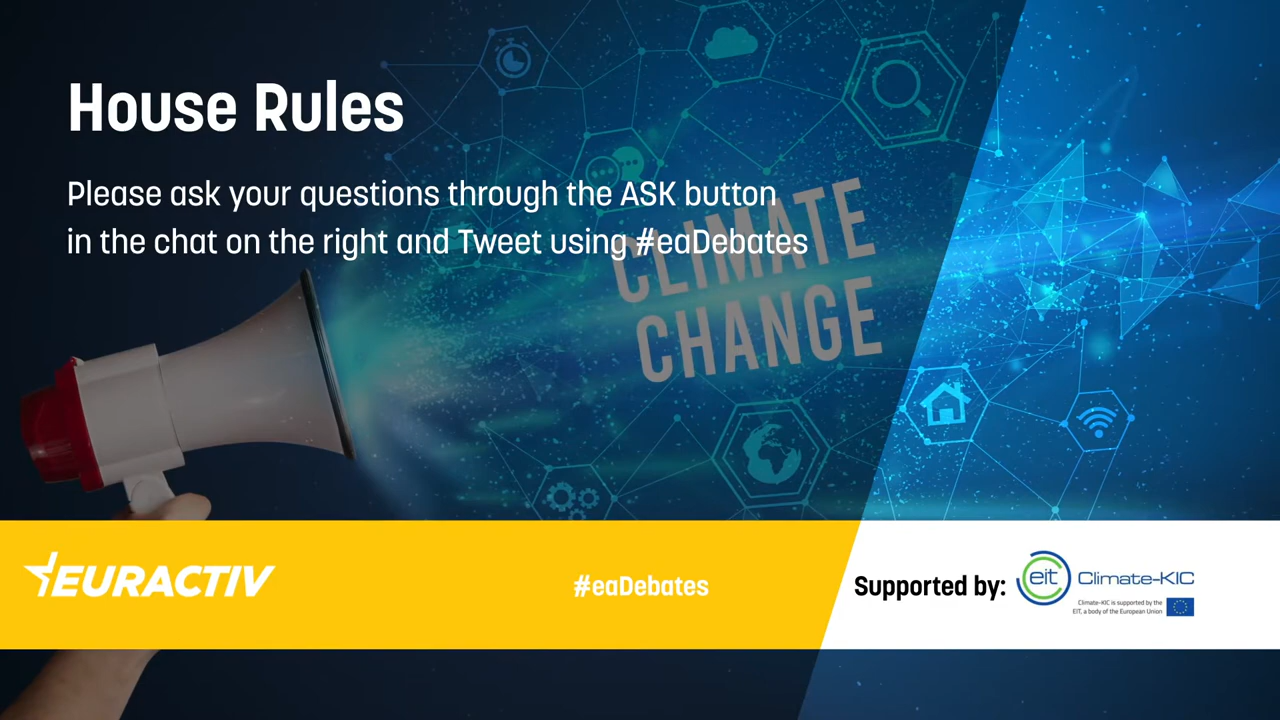 House Rules
Please ask your questions through the ASK button
in the chat on the right and Tweet using #eaDebates
CLIMATE
CHANGE
EURACTIV
#eaDebates
Supported by:
eit
Climate-KIC
Climate-KIC is supported by the
EIT, a body of the European Union